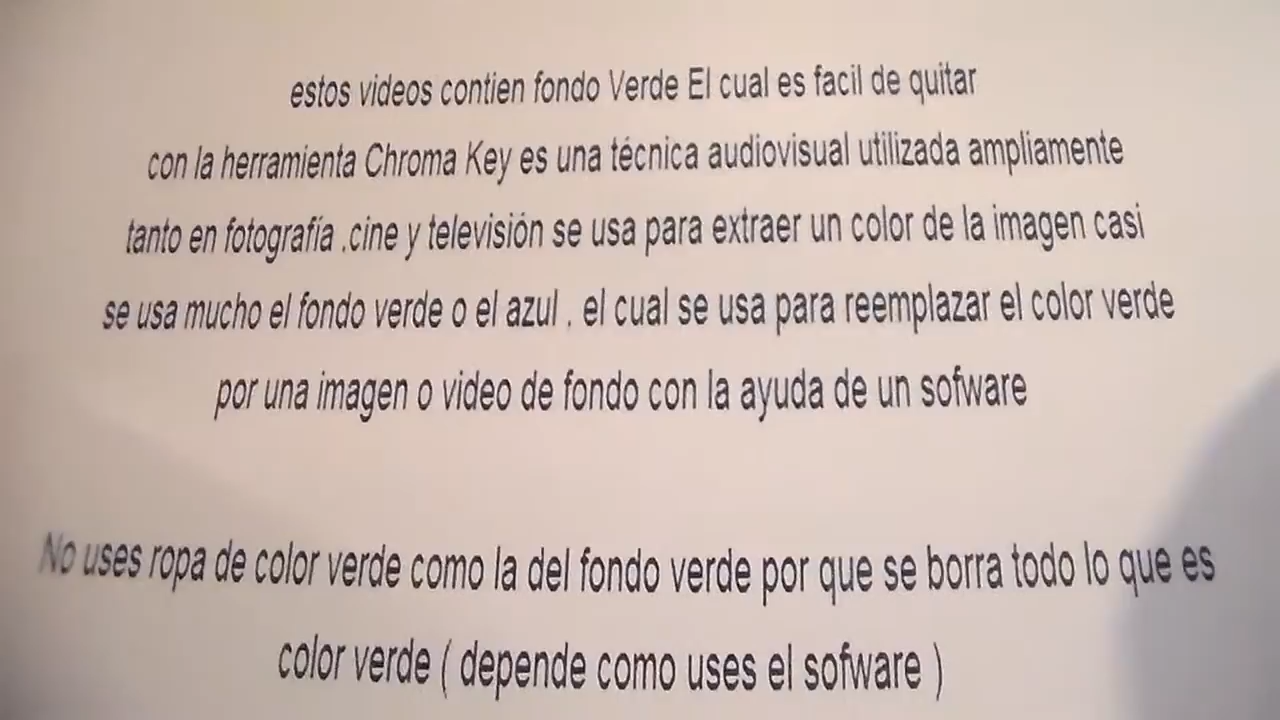 estos videos contien fondo Verde El cual es facil de quitar
con la herramienta Chroma Key es una técnica audiovisual utilizada ampliamente
tanto en fotografía .cine y televisión se usa para extraer un color de la imagen casi
se usa mucho el fondo verde o el azul . el cual se usa para reemplazar el color verde
por una imagen o video de fondo con la ayuda de un sofware
No uses ropa de color verde como la del fondo verde por que se borra todo lo que es
color verde ( depende como uses el sofware )